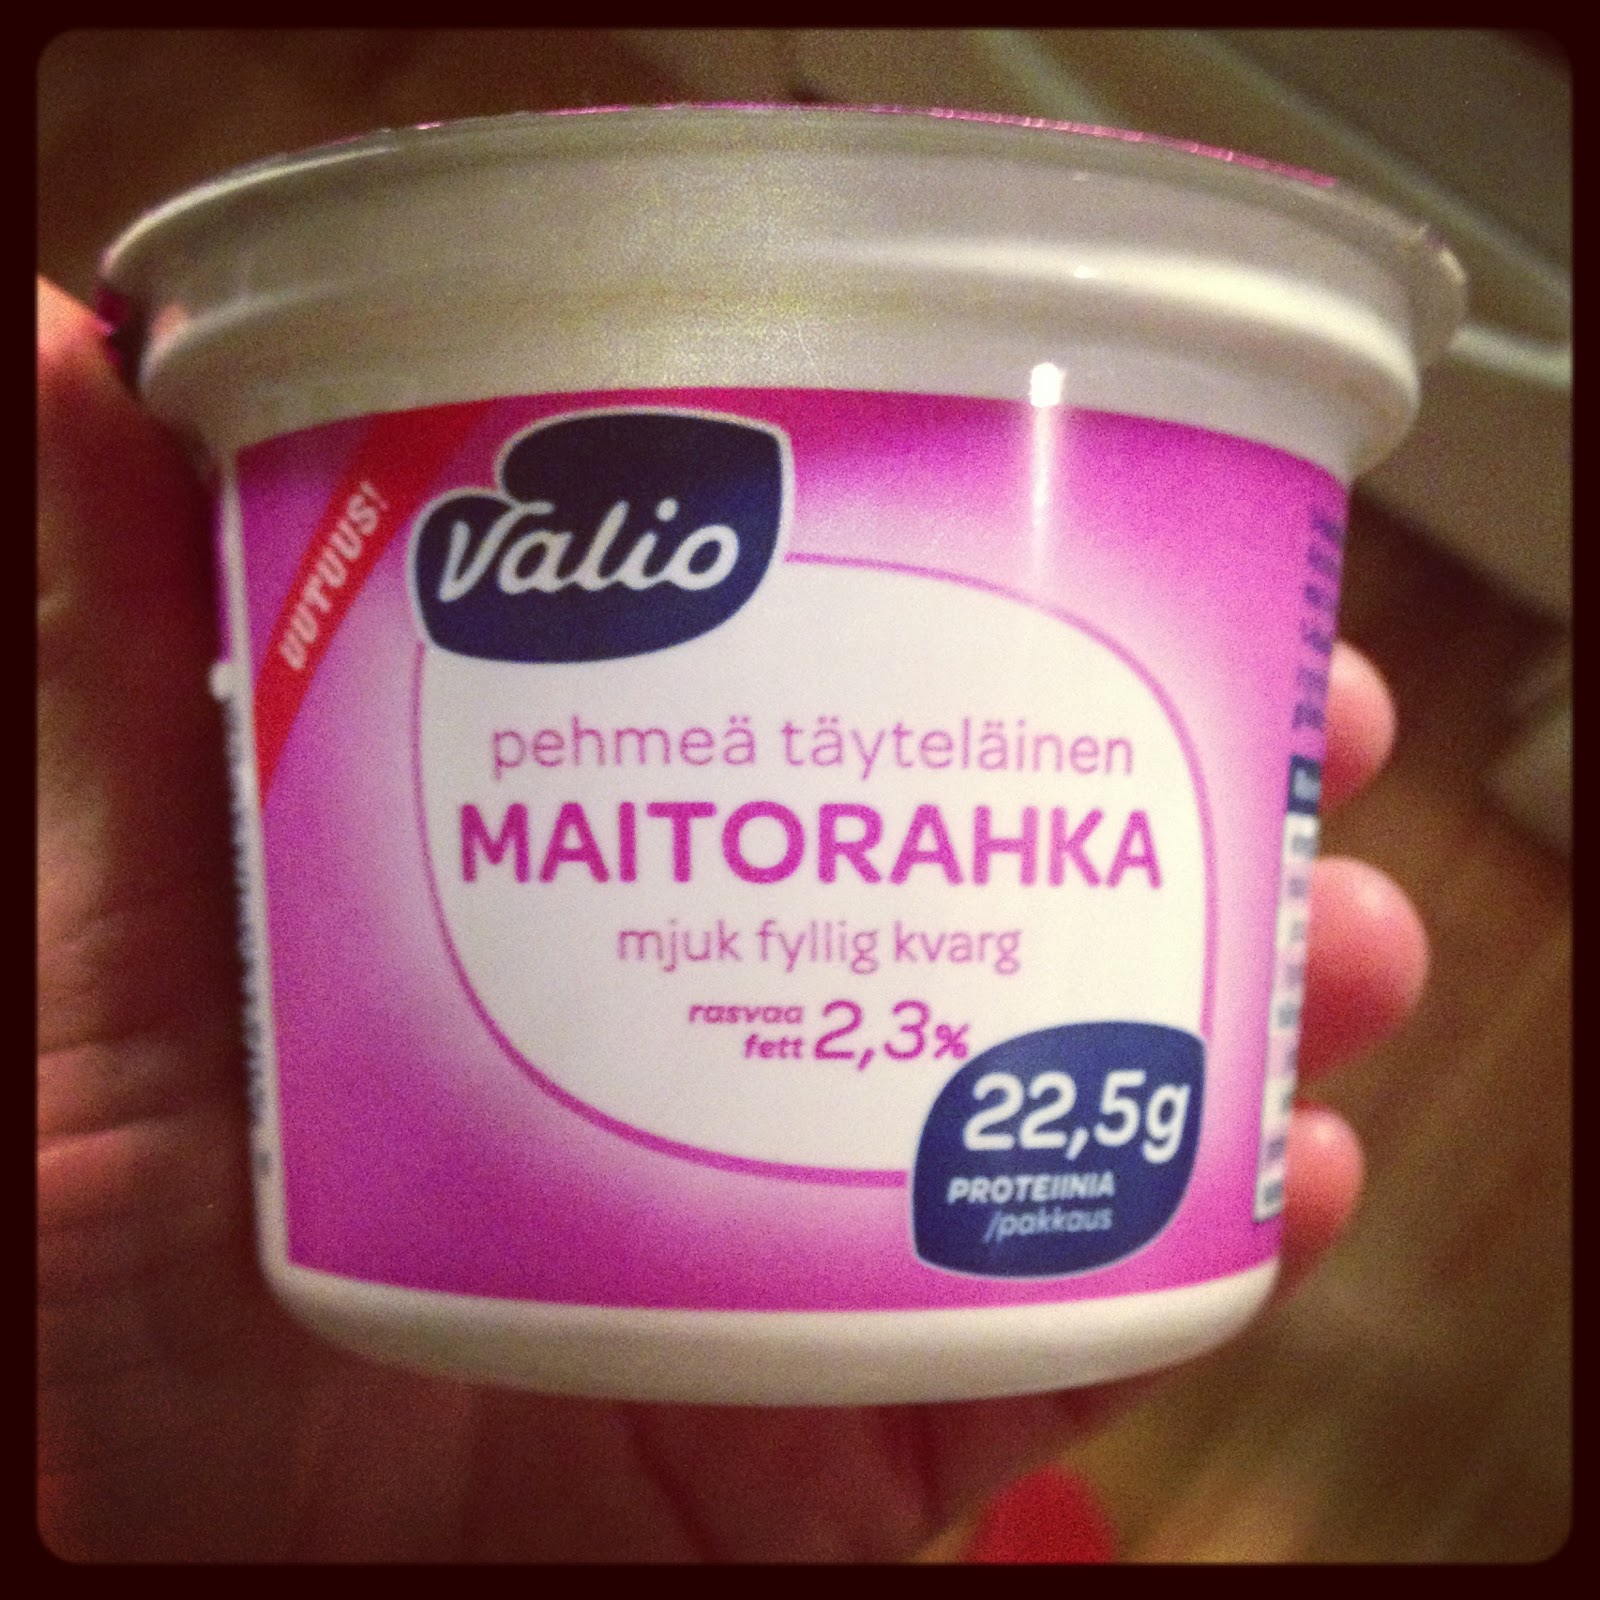 UUTUUS!
Valio
pehmeä täyteläinen
MAITORAHKA
mjuk fyllig kvarg
rasvaa
fett 2,3%
22,5g
PROTEIINIA
/pakkaus